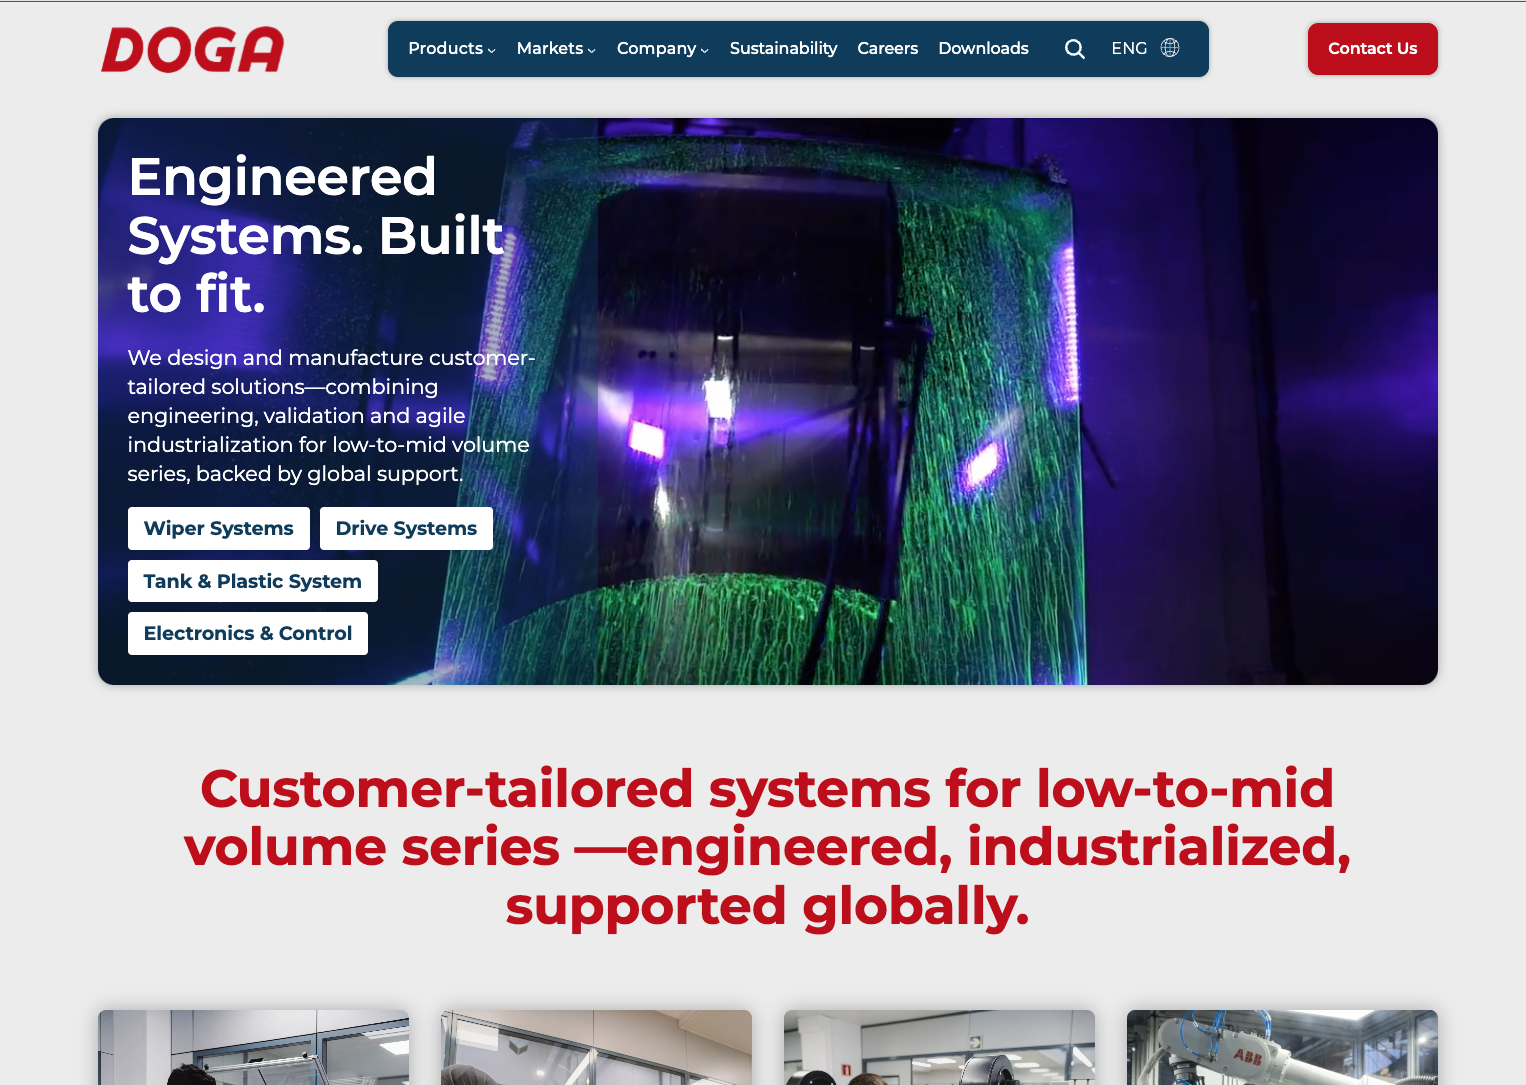 DOGA
Products
Markets
Company
Sustainability
Careers
Downloads
ENG
Contact Us
Engineered
Systems. Built
to fit.
We design and manufacture customer-
tailored solutions—combining
engineering, validation and agile
industrialization for low-to-mid volume
series, backed by global support.
Wiper Systems
Drive Systems
Tank & Plastic System
Electronics & Control
Customer-tailored systems for low-to-mid
volume series —engineered, industrialized,
supported globally.
ABB